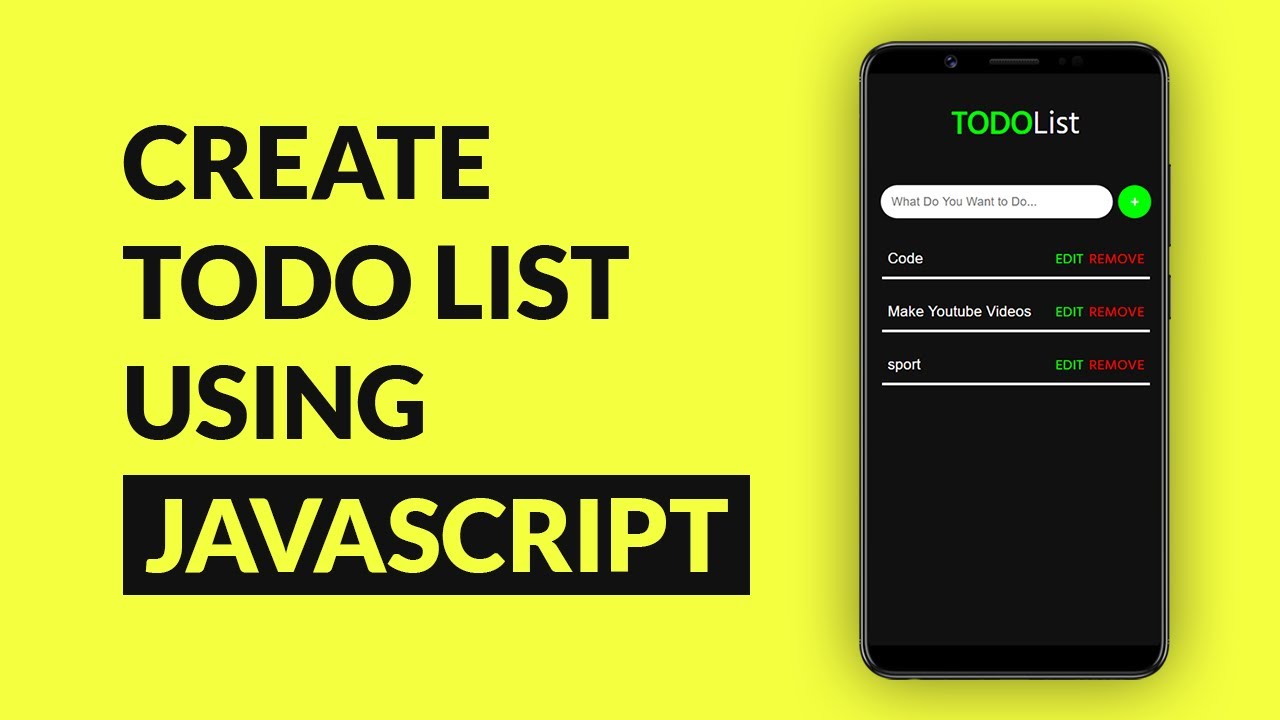 CREATE
TODO LIST
USING
JAVASCRIPT
TODOList
What Do You Want to Do... +
Code EDIT REMOVE
Make Youtube Videos EDIT REMOVE
sport EDIT REMOVE